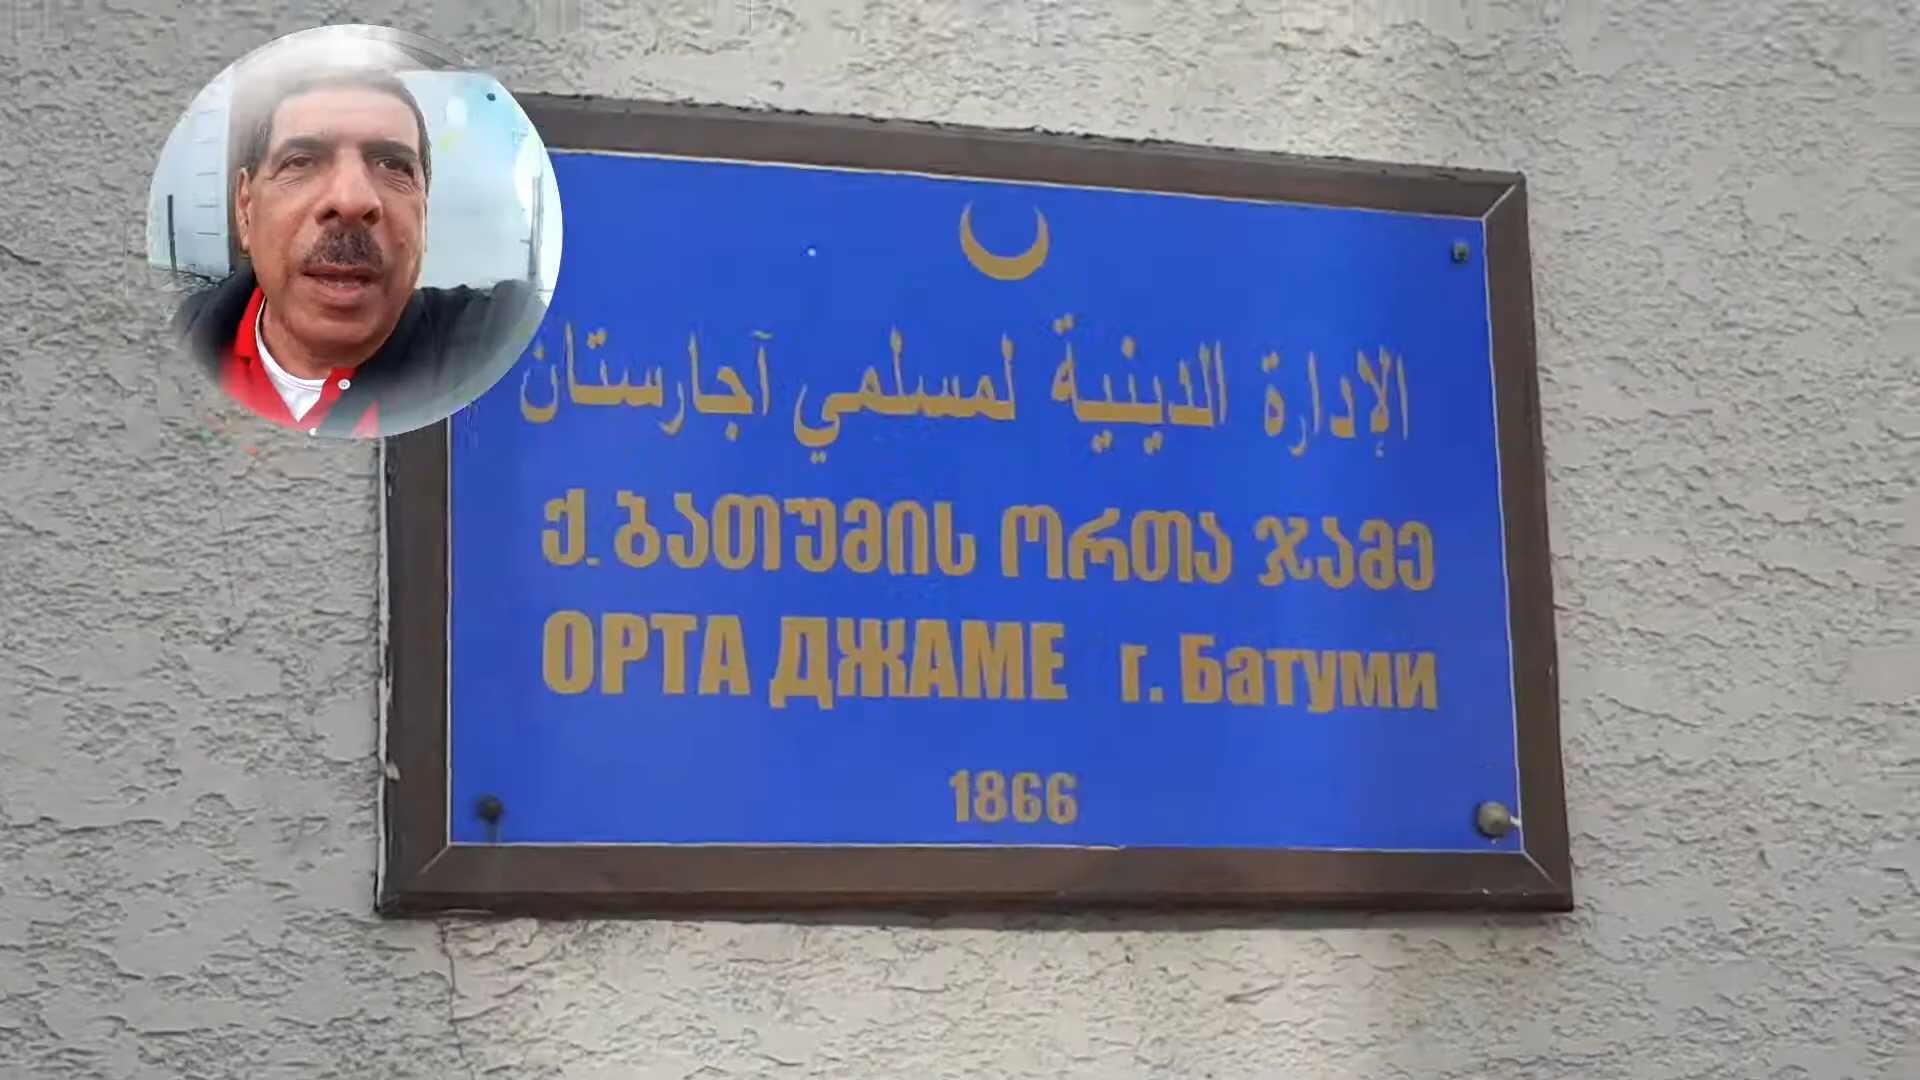 الإدارة الدينية لمسلمي آجارستان
ქ. ბათუმის ორთა ჯამე
ОРТА ДЖАМЕ г. Батуми
1866